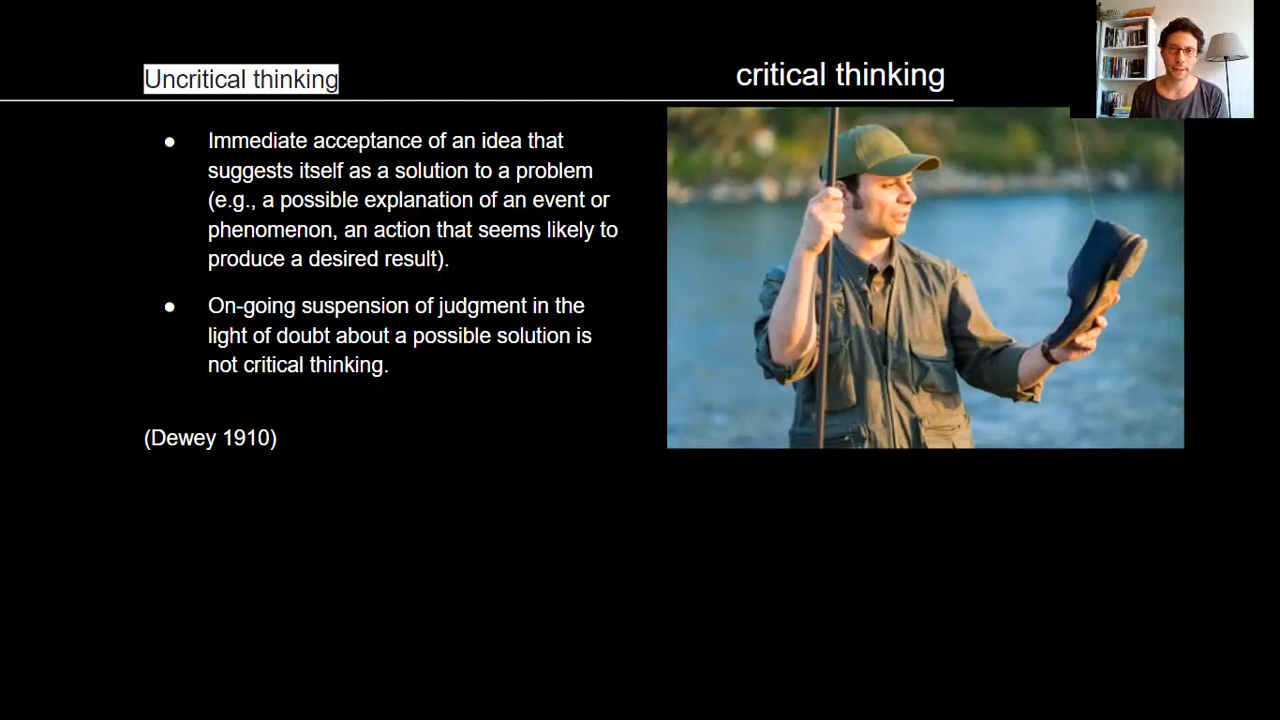 Uncritical thinking
critical thinking
● Immediate acceptance of an idea that
suggests itself as a solution to a problem
(e.g., a possible explanation of an event or
phenomenon, an action that seems likely to
produce a desired result).
● On-going suspension of judgment in the
light of doubt about a possible solution is
not critical thinking.
(Dewey 1910)